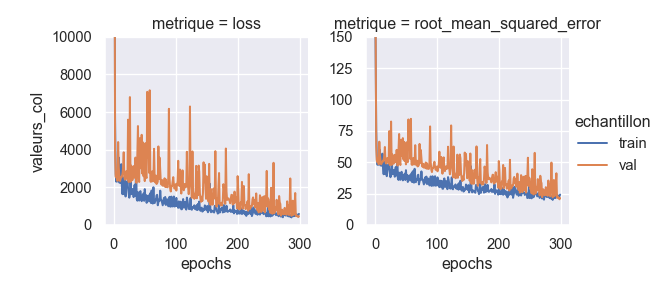 metrique = loss
metrique = root_mean_squared_error
valeurs_col
10000
8000
6000
4000
2000
0
0
100
200
300
epochs
150
125
100
75
50
25
0
0
100
200
300
epochs
echantillon
train
val